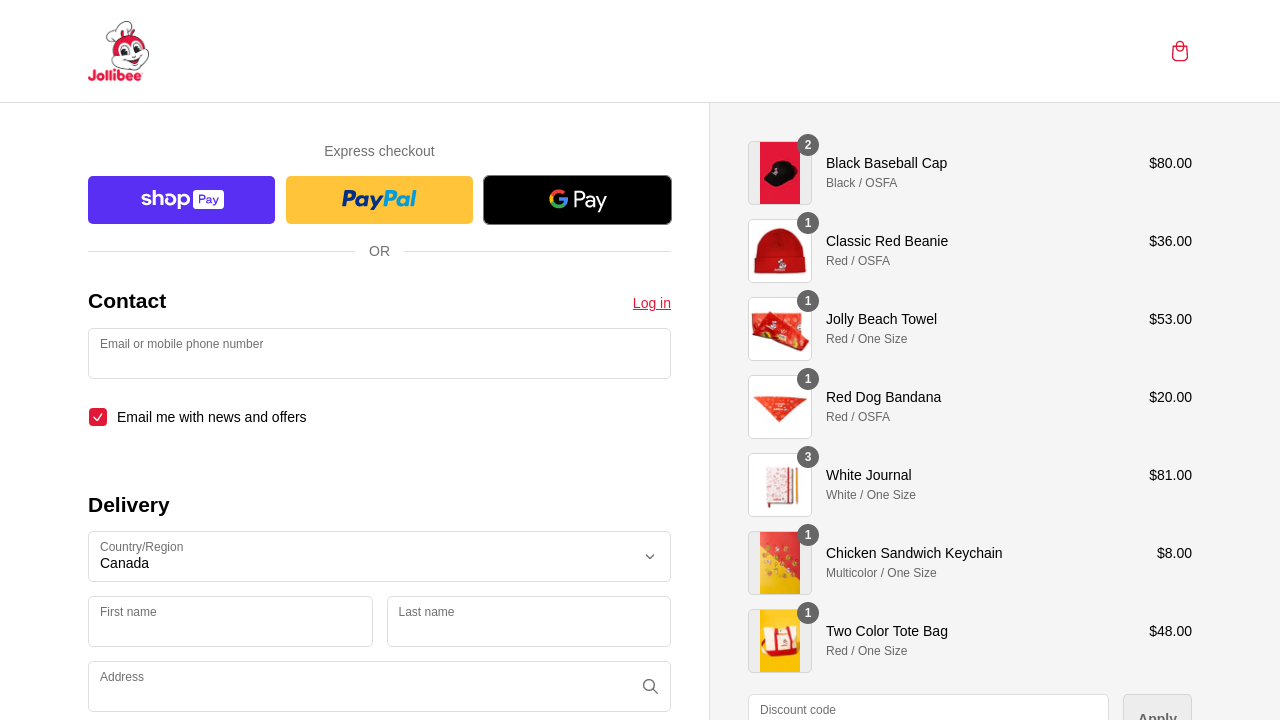 Jollibee
Express checkout
shop Pay
PayPal
G Pay
OR
Contact
Log in
Email or mobile phone number
Email me with news and offers
Delivery
Country/Region
Canada
First name
Last name
Address
2
Black Baseball Cap
$80.00
Black / OSFA
1
Classic Red Beanie
$36.00
Red / OSFA
1
Jolly Beach Towel
$53.00
Red / One Size
1
Red Dog Bandana
$20.00
Red / OSFA
3
White Journal
$81.00
White / One Size
1
Chicken Sandwich Keychain
$8.00
Multicolor / One Size
1
Two Color Tote Bag
$48.00
Red / One Size
Discount code
Apply